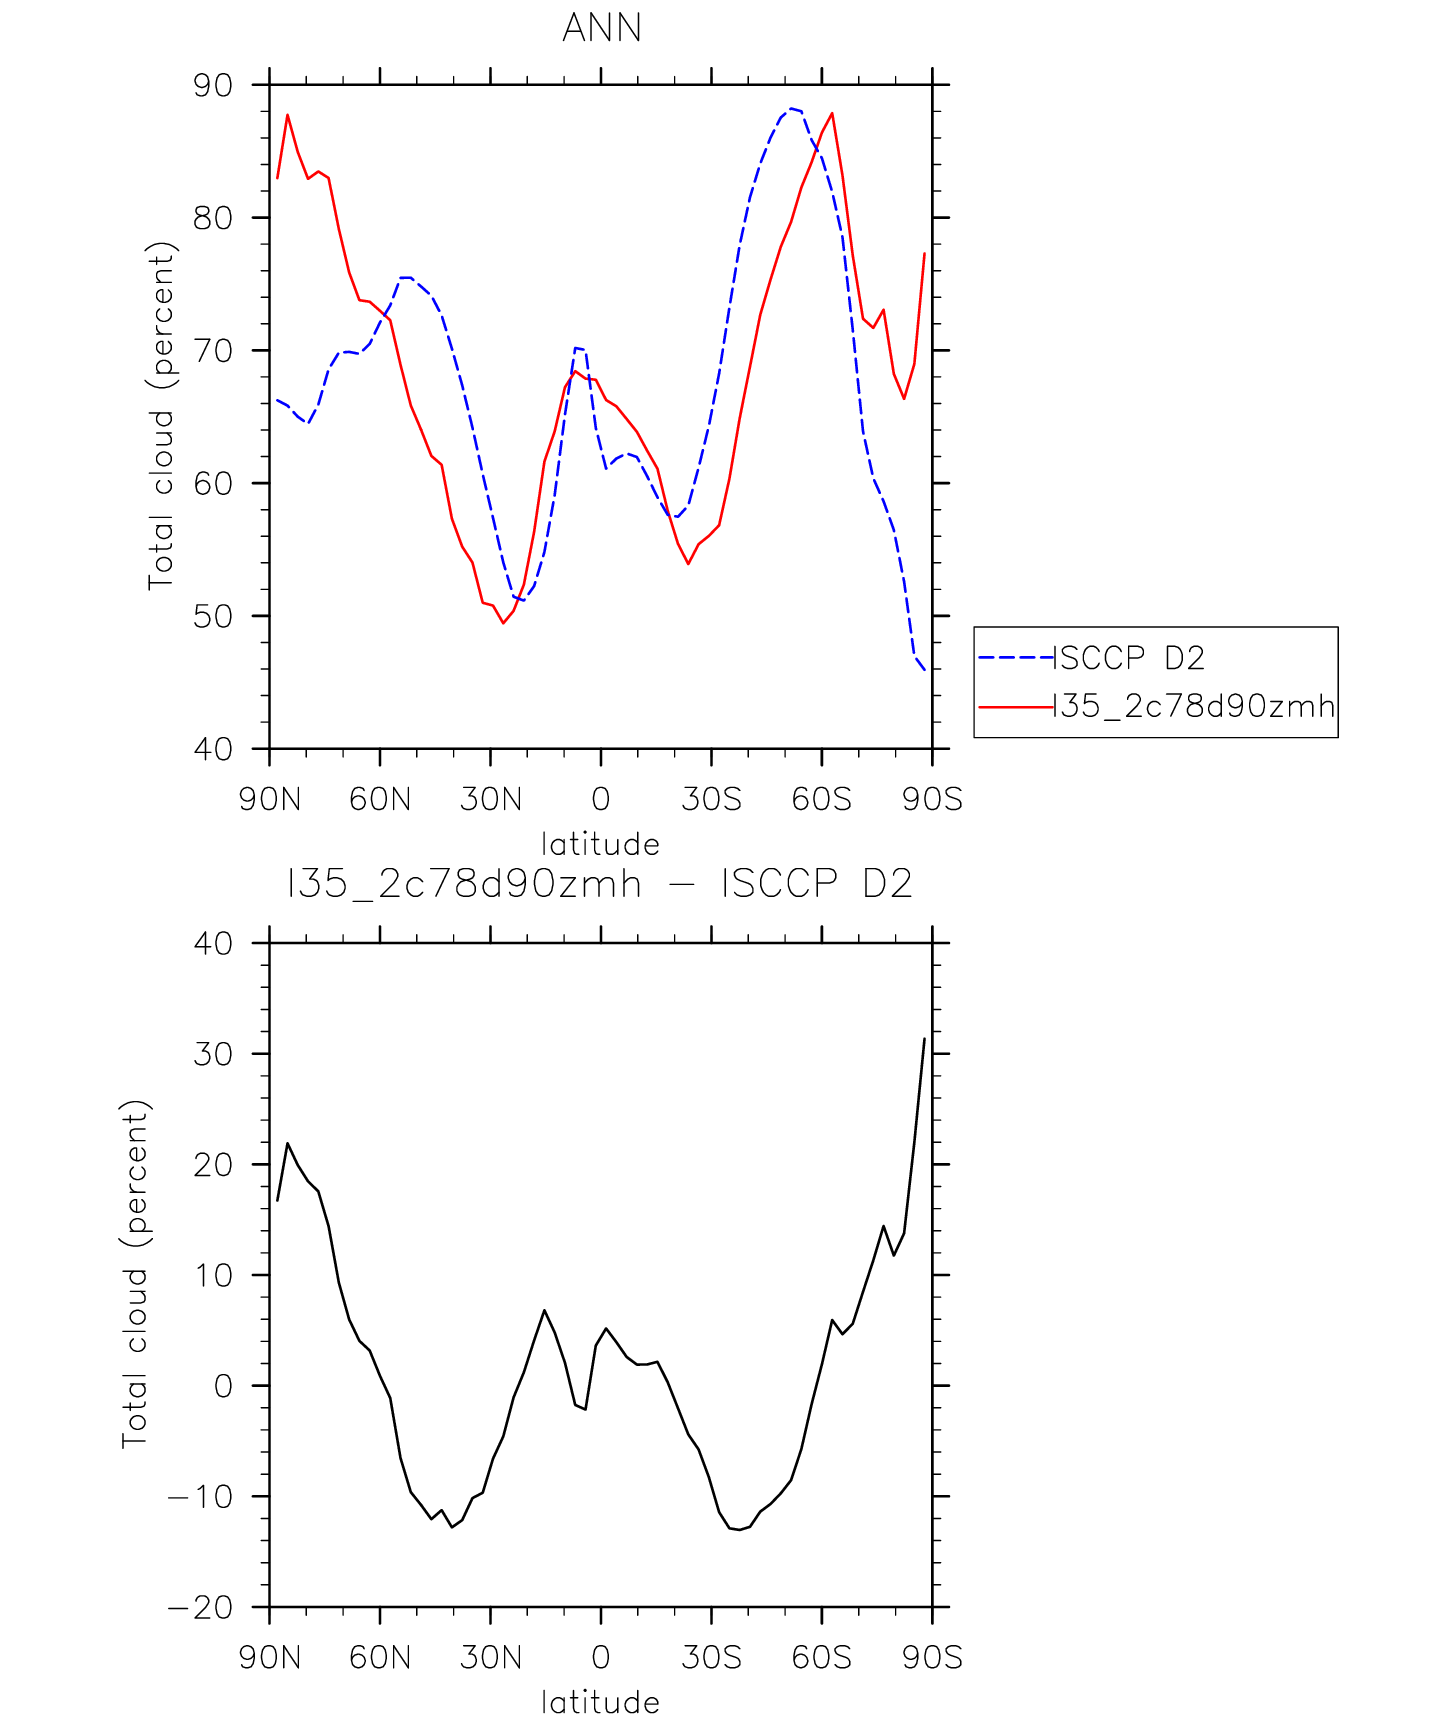 ANN
90
80
70
60
50
40
Total cloud (percent)
90N 60N 30N 0 30S 60S 90S
latitude
ISCCP D2
I35_2c78d90zmh
I35_2c78d90zmh − ISCCP D2
40
30
20
10
0
−10
−20
Total cloud (percent)
90N 60N 30N 0 30S 60S 90S
latitude